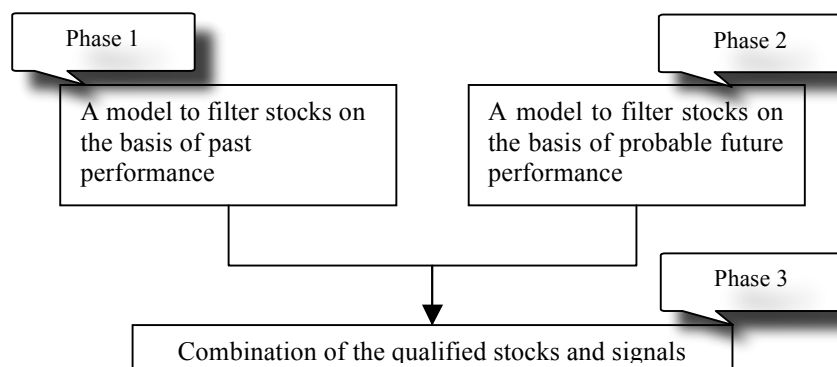 Phase 1
Phase 2
A model to filter stocks on
the basis of past
performance
A model to filter stocks on
the basis of probable future
performance
Phase 3
Combination of the qualified stocks and signals